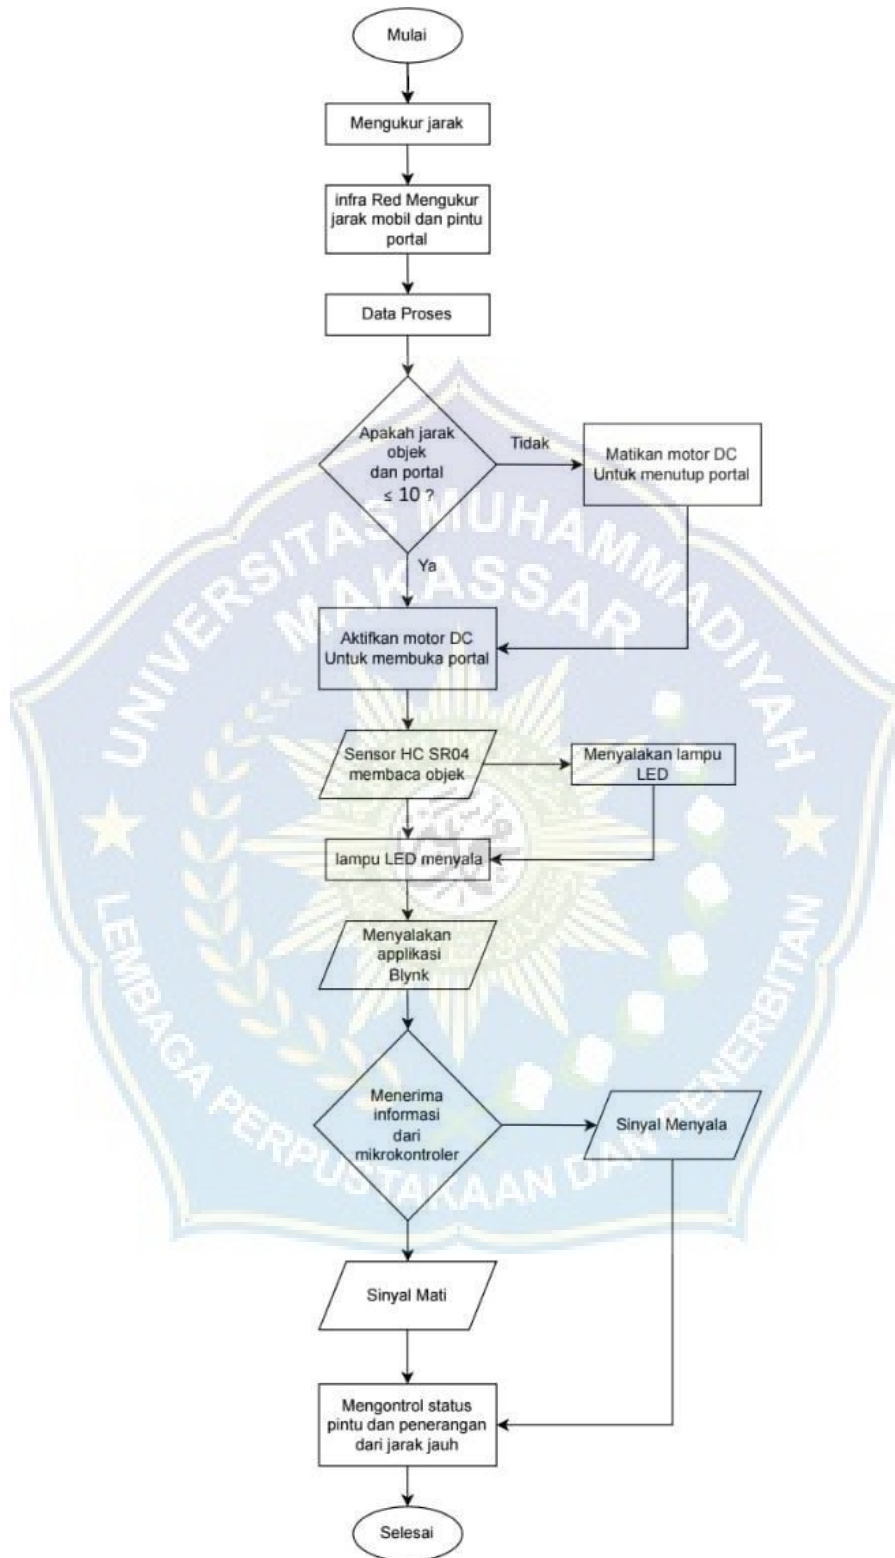 Mulai
Mengukur jarak
infra Red Mengukur
jarak mobil dan pintu
portal
Data Proses
Apakah jarak
objek
dan portal
≤ 10 ?
Tidak
Matikan motor DC
Untuk menutup portal
Ya
Aktifkan motor DC
Untuk membuka portal
Sensor HC SR04
membaca objek
Menyalakan lampu
LED
lampu LED menyala
Menyalakan
applikasi
Blynk
Menerima
informasi
dari
mikrokontroler
Sinyal Menyala
Sinyal Mati
Mengontrol status
pintu dan penerangan
dari jarak jauh
Selesai
UNIVERSITAS MUHAMMADIYAH
MAKASSAR
LEMBAGA PERPUSTAKAAN DAN PENERBITAN